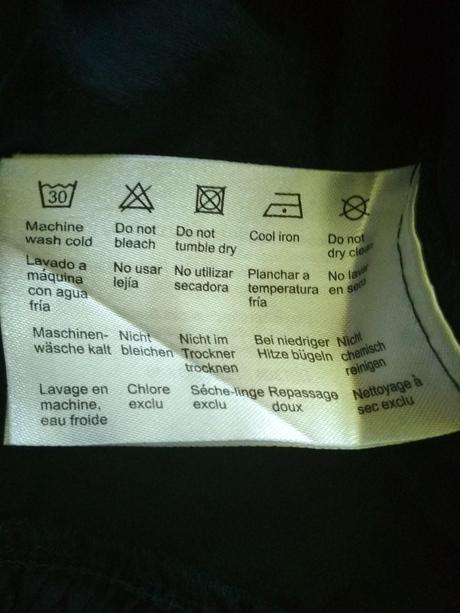 30
Machine
wash cold
Do not
bleach
Do not
tumble dry
Cool iron
Do not
dry clean
Lavado a
máquina
con agua
fría
No usar
lejía
No utilizar
secadora
Planchar a
temperatura
fría
No lavar
en seco
Maschinen-
wäsche kalt
Nicht
bleichen
Nicht im
Trockner
trocknen
Bei niedriger
Hitze bügeln
Nicht
chemisch
reinigen
Lavage en
machine,
eau froide
Chlore
exclu
Séche-linge
exclu
Repassage
doux
Nettoyage à
sec exclu